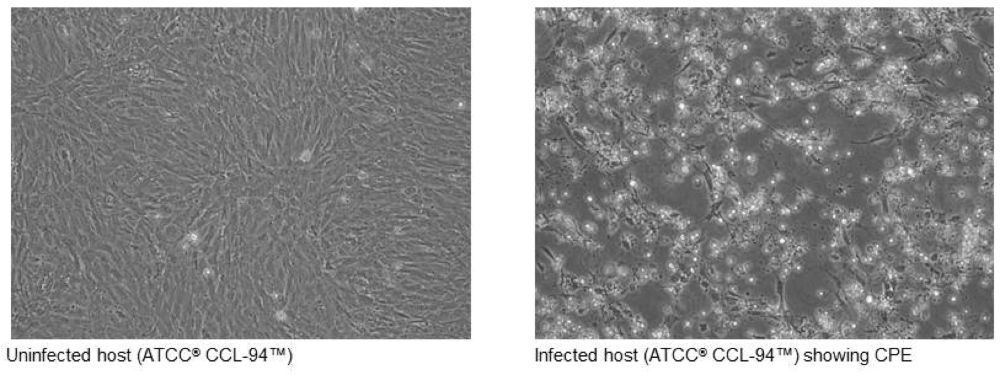 Uninfected host (ATCC® CCL-94™)
Infected host (ATCC® CCL-94™) showing CPE